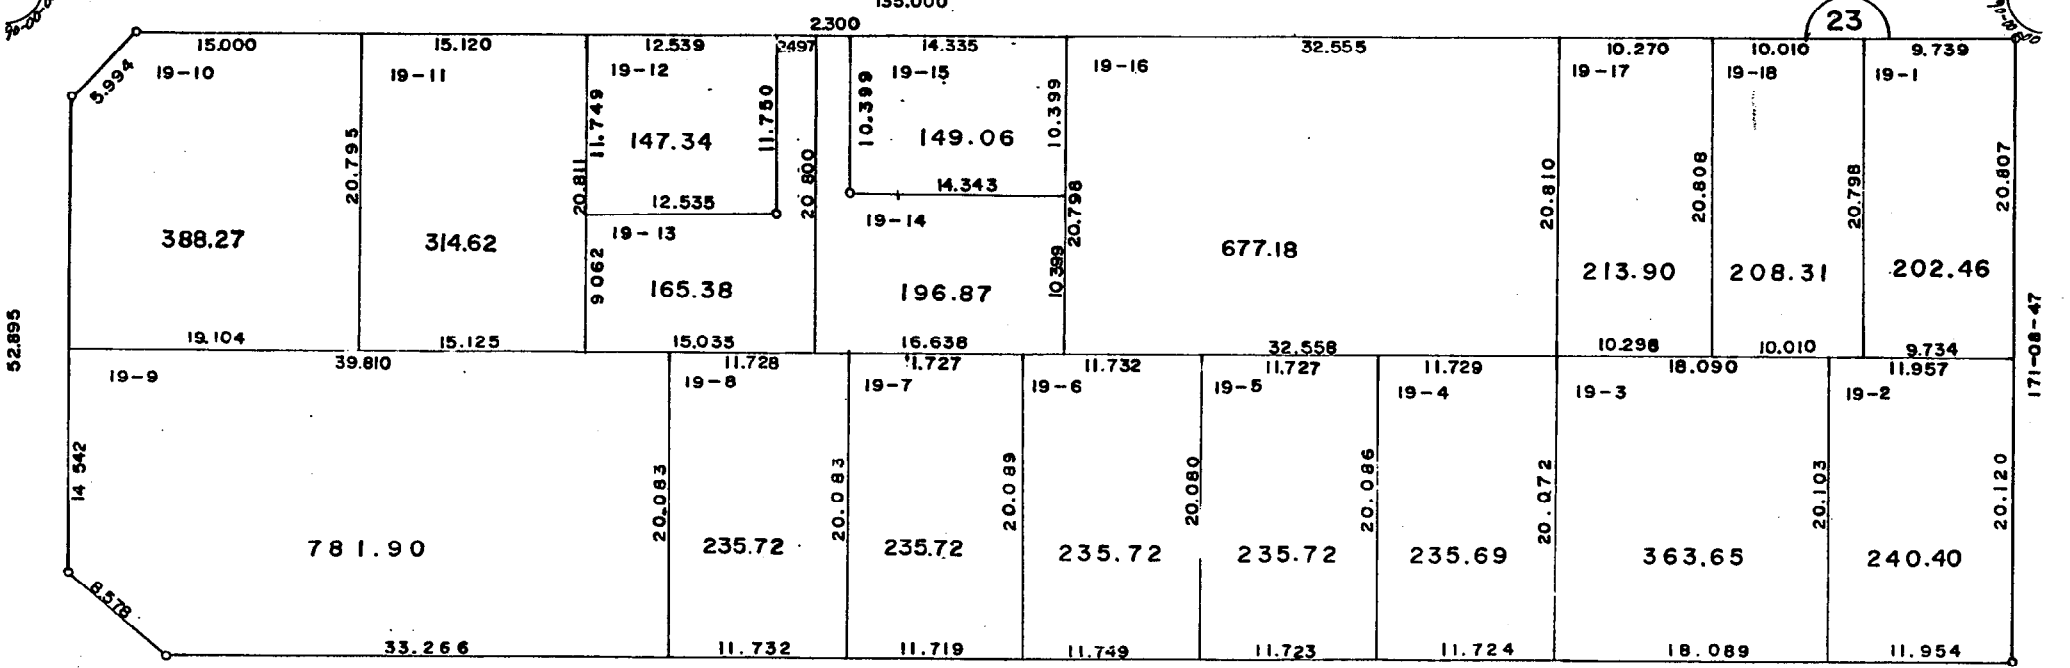 135.000
2.300
15.000 15.120 12.539 2.497 14.335 32.555 10.270 10.010 23 9.739
5.994 19-10 19-11 19-12 19-15 19-16 19-17 19-18 19-1
20.795 20.811 11.749 147.34 11.750 20.800 10.399 149.06 10.399
12.535 14.343 20.798 20.810 20.808 20.798 20.807
388.27 314.62 19-13 19-14 677.18 213.90 208.31 202.46
9.062 165.38 196.87 10.399
52.895 171-08-47
19.104 15.125 15.035 16.638 32.558 10.298 10.010 9.734
39.810 11.728 11.727 11.732 11.727 11.729 18.090 11.957
19-9 19-8 19-7 19-6 19-5 19-4 19-3 19-2
14.542 20.083 20.083 20.089 20.080 20.086 20.072 20.103 20.120
781.90 235.72 235.72 235.72 235.72 235.69 363.65 240.40
8.578
33.266 11.732 11.719 11.749 11.723 11.724 18.089 11.954